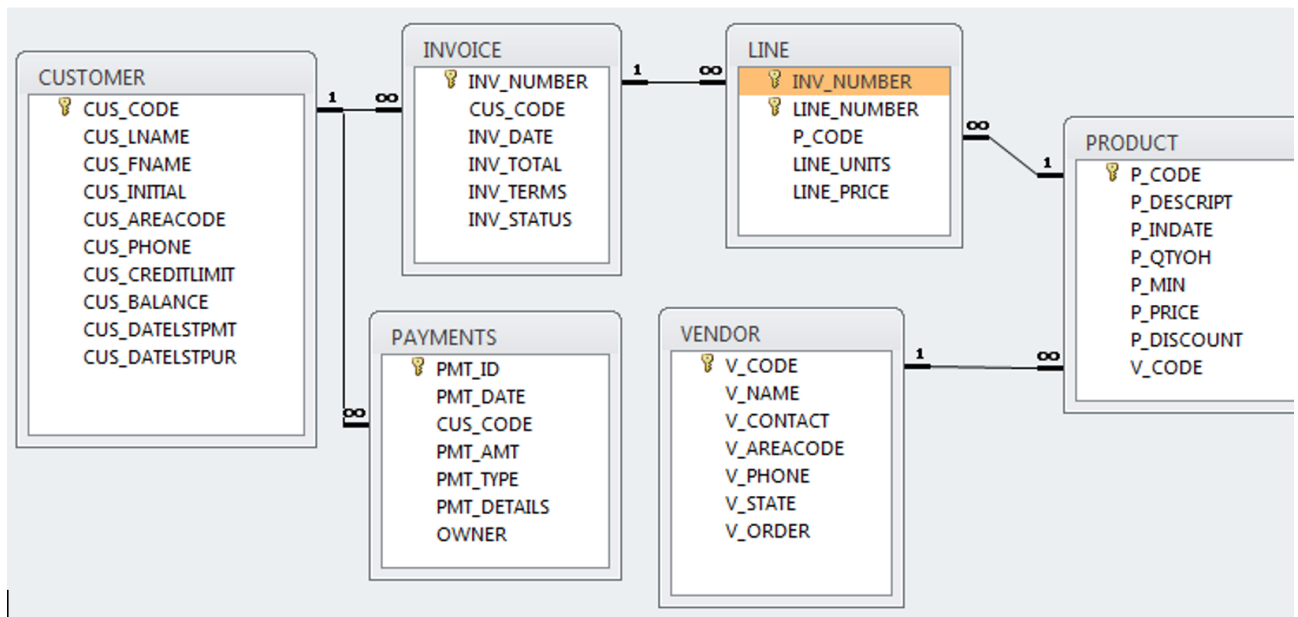 CUSTOMER
CUS_CODE
CUS_LNAME
CUS_FNAME
CUS_INITIAL
CUS_AREACODE
CUS_PHONE
CUS_CREDITLIMIT
CUS_BALANCE
CUS_DATELSTPMT
CUS_DATELSTPUR
1
∞
∞
INVOICE
INV_NUMBER
CUS_CODE
INV_DATE
INV_TOTAL
INV_TERMS
INV_STATUS
1
∞
LINE
INV_NUMBER
LINE_NUMBER
P_CODE
LINE_UNITS
LINE_PRICE
∞
1
PRODUCT
P_CODE
P_DESCRIPT
P_INDATE
P_QTYOH
P_MIN
P_PRICE
P_DISCOUNT
V_CODE
PAYMENTS
PMT_ID
PMT_DATE
CUS_CODE
PMT_AMT
PMT_TYPE
PMT_DETAILS
OWNER
VENDOR
V_CODE
V_NAME
V_CONTACT
V_AREACODE
V_PHONE
V_STATE
V_ORDER
1
∞